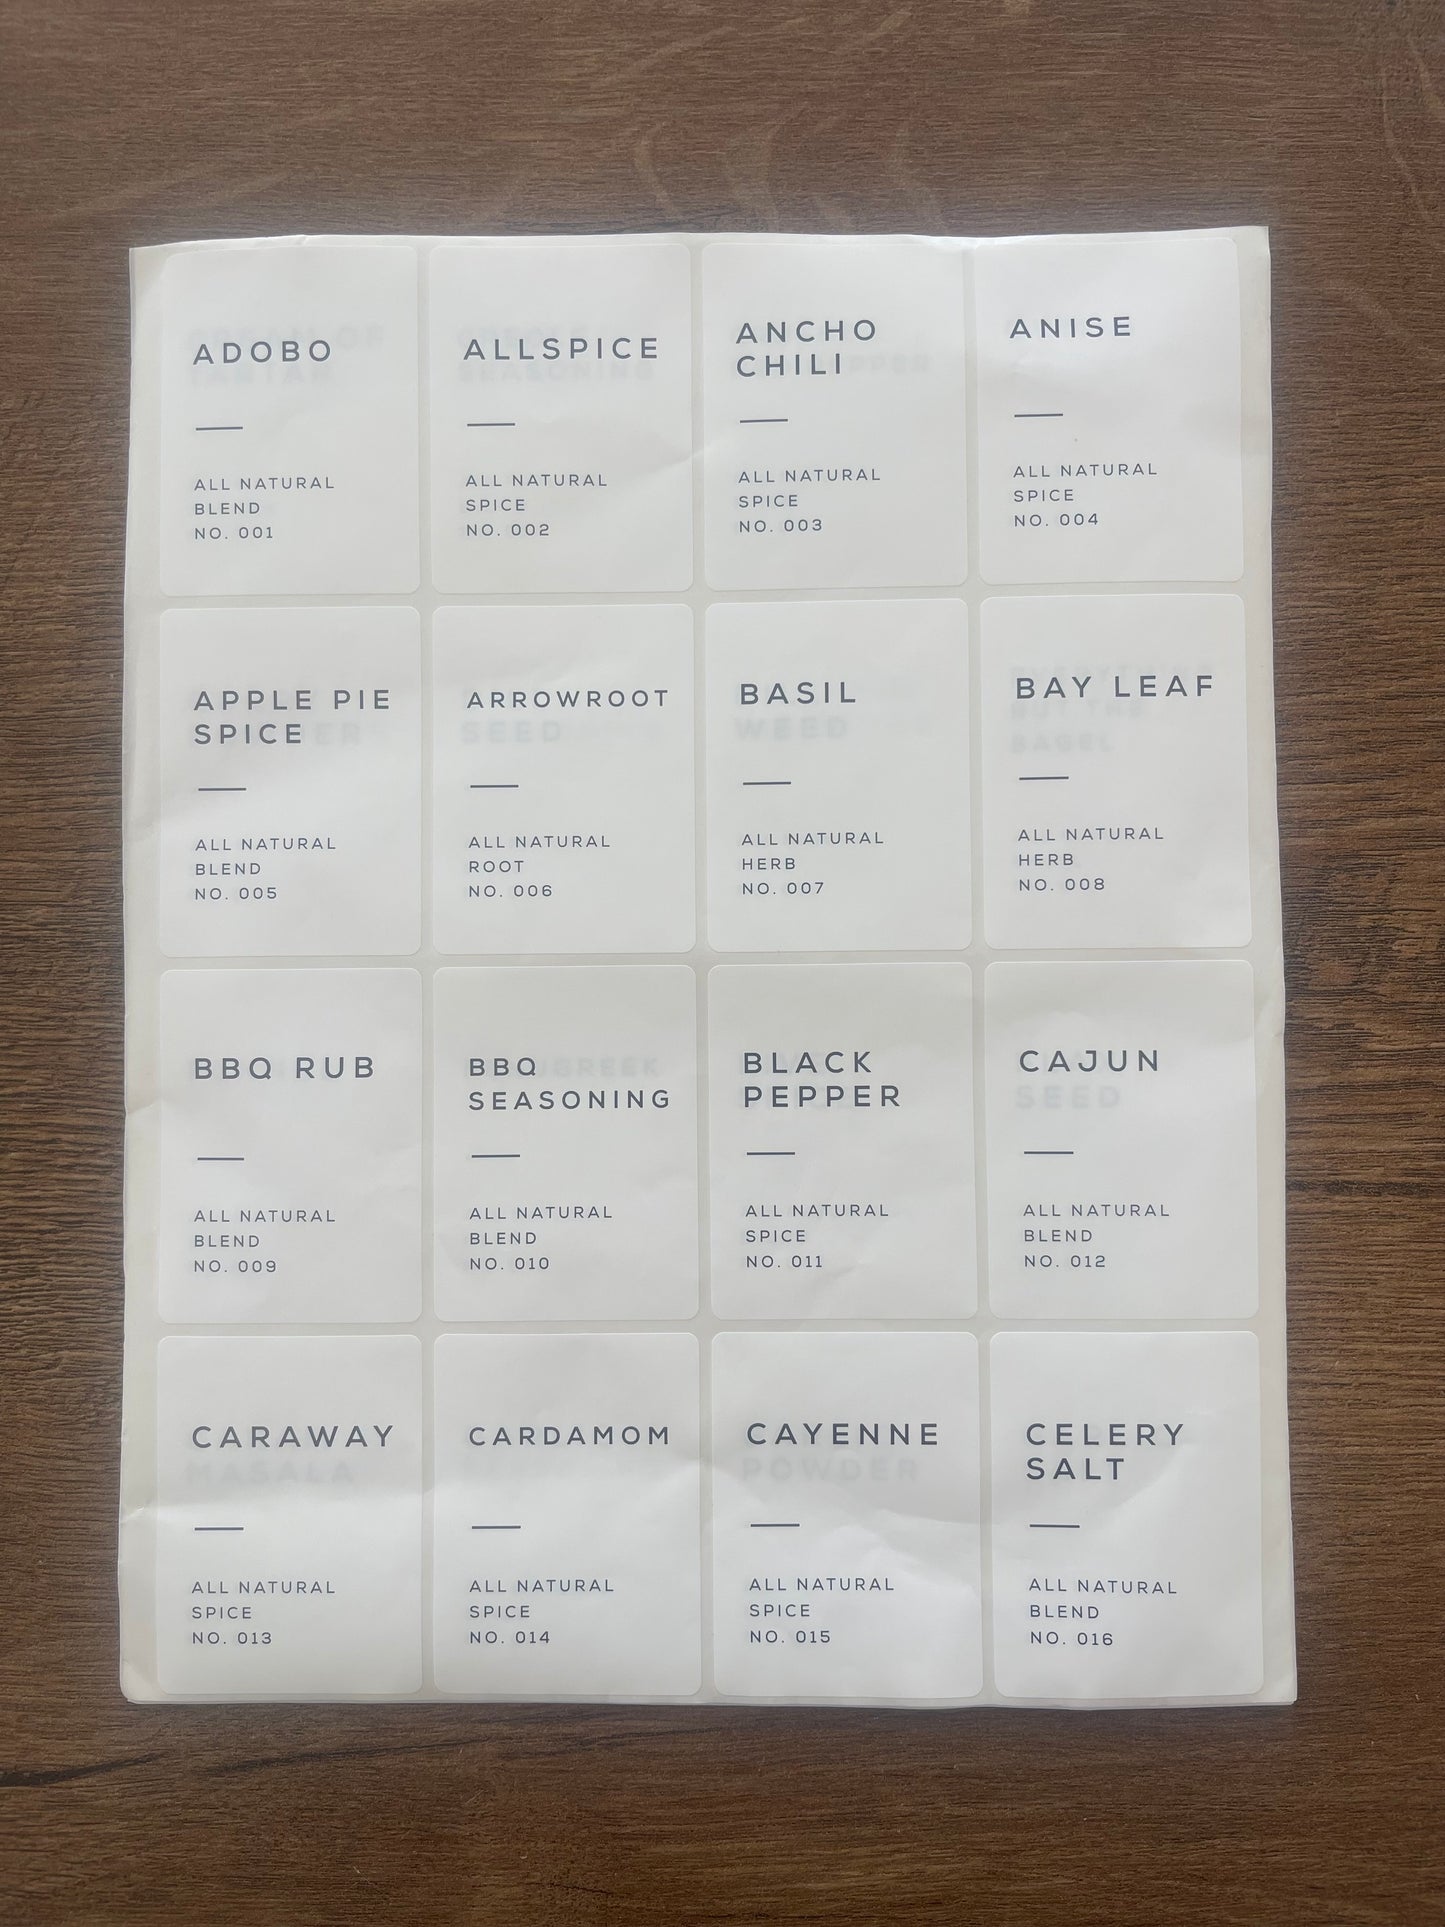 ADOBO
ALL NATURAL
BLEND
NO. 001
ALLSPICE
ALL NATURAL
SPICE
NO. 002
ANCHO
CHILI
ALL NATURAL
SPICE
NO. 003
ANISE
ALL NATURAL
SPICE
NO. 004
APPLE PIE
SPICE
ALL NATURAL
BLEND
NO. 005
ARROWROOT
ALL NATURAL
ROOT
NO. 006
BASIL
ALL NATURAL
HERB
NO. 007
BAY LEAF
ALL NATURAL
HERB
NO. 008
BBQ RUB
ALL NATURAL
BLEND
NO. 009
BBQ
SEASONING
ALL NATURAL
BLEND
NO. 010
BLACK
PEPPER
ALL NATURAL
SPICE
NO. 011
CAJUN
ALL NATURAL
BLEND
NO. 012
CARAWAY
ALL NATURAL
SPICE
NO. 013
CARDAMOM
ALL NATURAL
SPICE
NO. 014
CAYENNE
ALL NATURAL
SPICE
NO. 015
CELERY
SALT
ALL NATURAL
BLEND
NO. 016